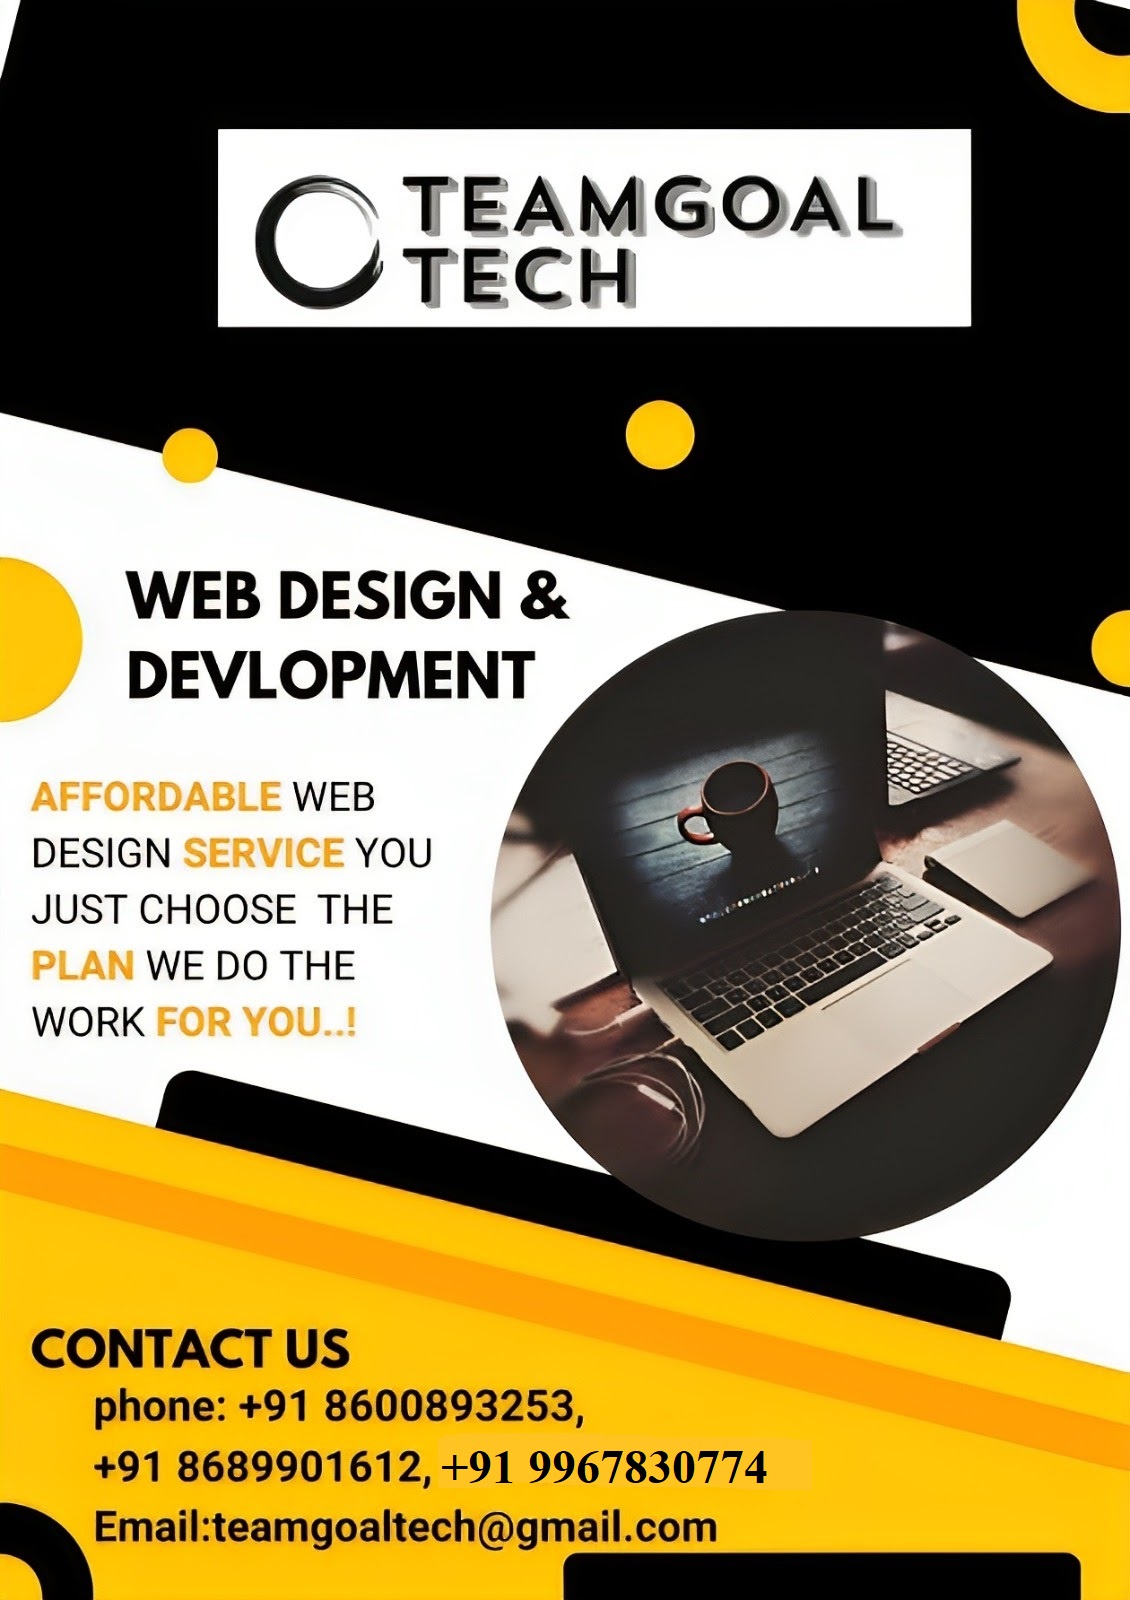 TEAMGOAL
TECH
WEB DESIGN &
DEVLOPMENT
AFFORDABLE WEB
DESIGN SERVICE YOU
JUST CHOOSE THE
PLAN WE DO THE
WORK FOR YOU..!
CONTACT US
phone: +91 8600893253,
+91 8689901612, +91 9967830774
Email:teamgoaltech@gmail.com